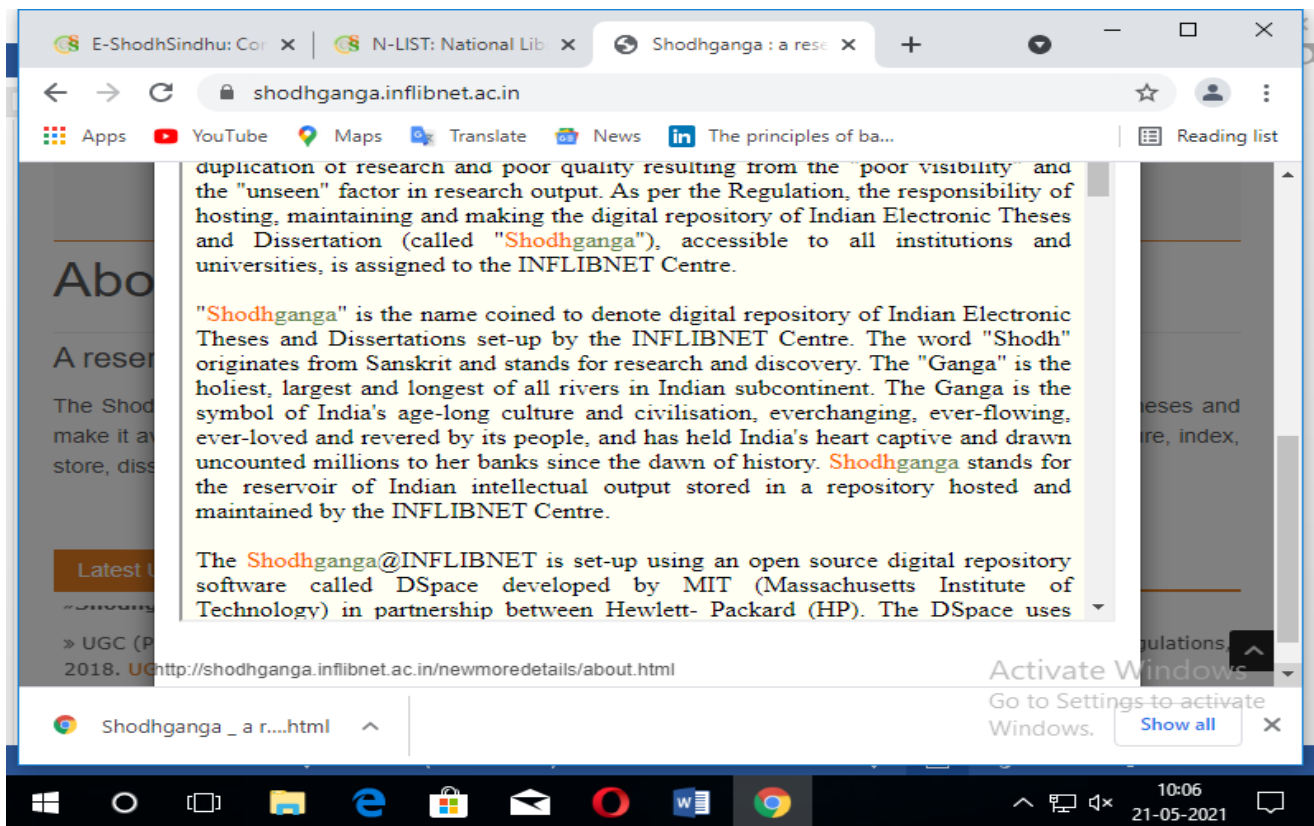 E-ShodhSindhu: Cor
N-LIST: National Lib
Shodhganga : a rese
shodhganga.inflibnet.ac.in
Apps YouTube Maps Translate News The principles of ba... Reading list
duplication of research and poor quality resulting from the "poor visibility" and
the "unseen" factor in research output. As per the Regulation, the responsibility of
hosting, maintaining and making the digital repository of Indian Electronic Theses
and Dissertation (called "Shodhganga"), accessible to all institutions and
universities, is assigned to the INFLIBNET Centre.
"Shodhganga" is the name coined to denote digital repository of Indian Electronic
Theses and Dissertations set-up by the INFLIBNET Centre. The word "Shodh"
originates from Sanskrit and stands for research and discovery. The "Ganga" is the
holiest, largest and longest of all rivers in Indian subcontinent. The Ganga is the
symbol of India's age-long culture and civilisation, everchanging, ever-flowing,
ever-loved and revered by its people, and has held India's heart captive and drawn
uncounted millions to her banks since the dawn of history. Shodhganga stands for
the reservoir of Indian intellectual output stored in a repository hosted and
maintained by the INFLIBNET Centre.
The Shodhganga@INFLIBNET is set-up using an open source digital repository
software called DSpace developed by MIT (Massachusetts Institute of
Technology) in partnership between Hewlett- Packard (HP). The DSpace uses
Abo
A reser
The Shod
eses and
make it av
re, index,
store, diss
Latest U
» UGC (P
gulations,
2018. UG
http://shodhganga.inflibnet.ac.in/newmoredetails/about.html
Activate Windows
Go to Settings to activate
Windows.
Shodhganga _ a r....html
Show all
10:06
21-05-2021